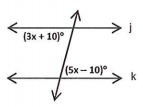 j
(3x + 10)°
(5x -- 10)°
k